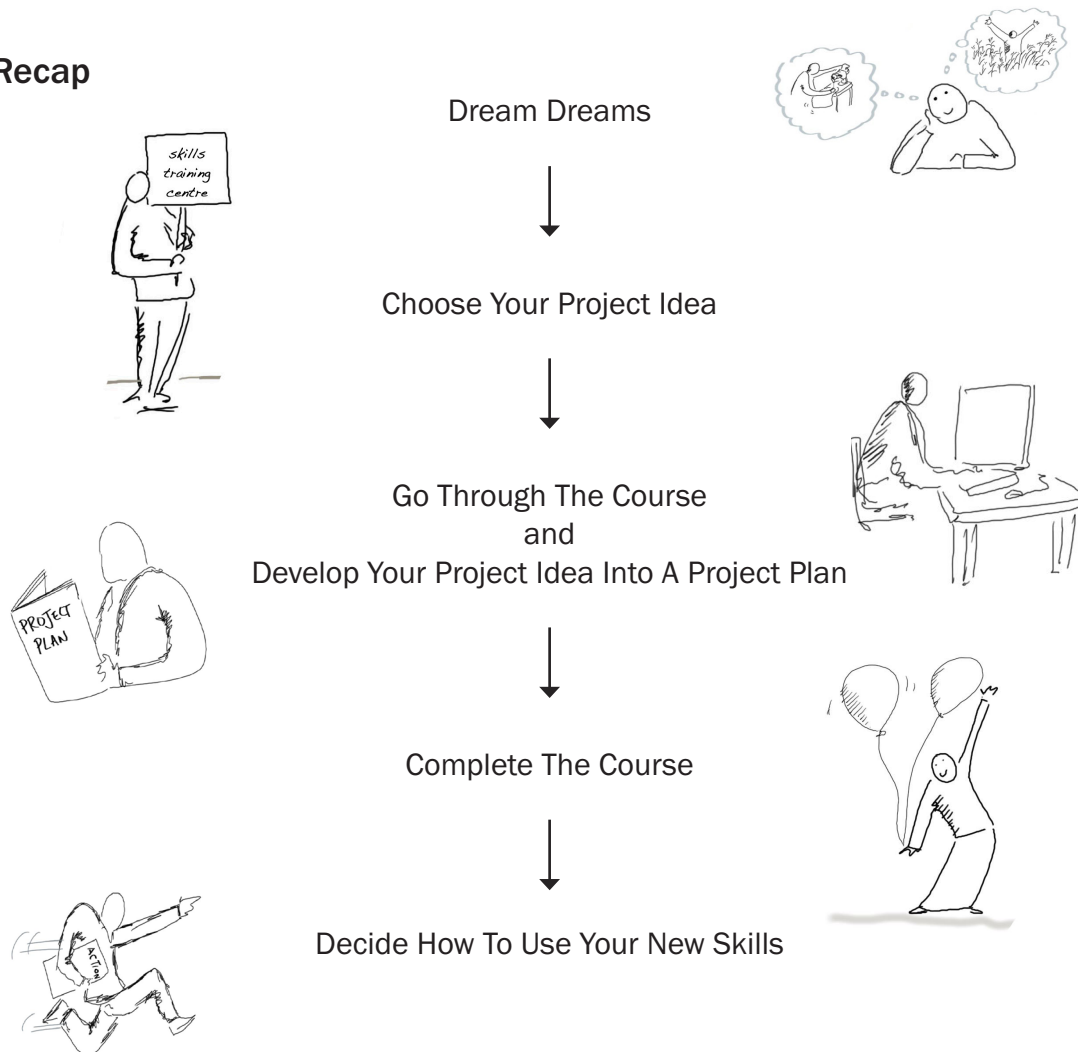 Recap
Dream Dreams
skills
training
centre
Choose Your Project Idea
Go Through The Course
and
Develop Your Project Idea Into A Project Plan
PROJECT
PLAN
Complete The Course
Decide How To Use Your New Skills
ACTION